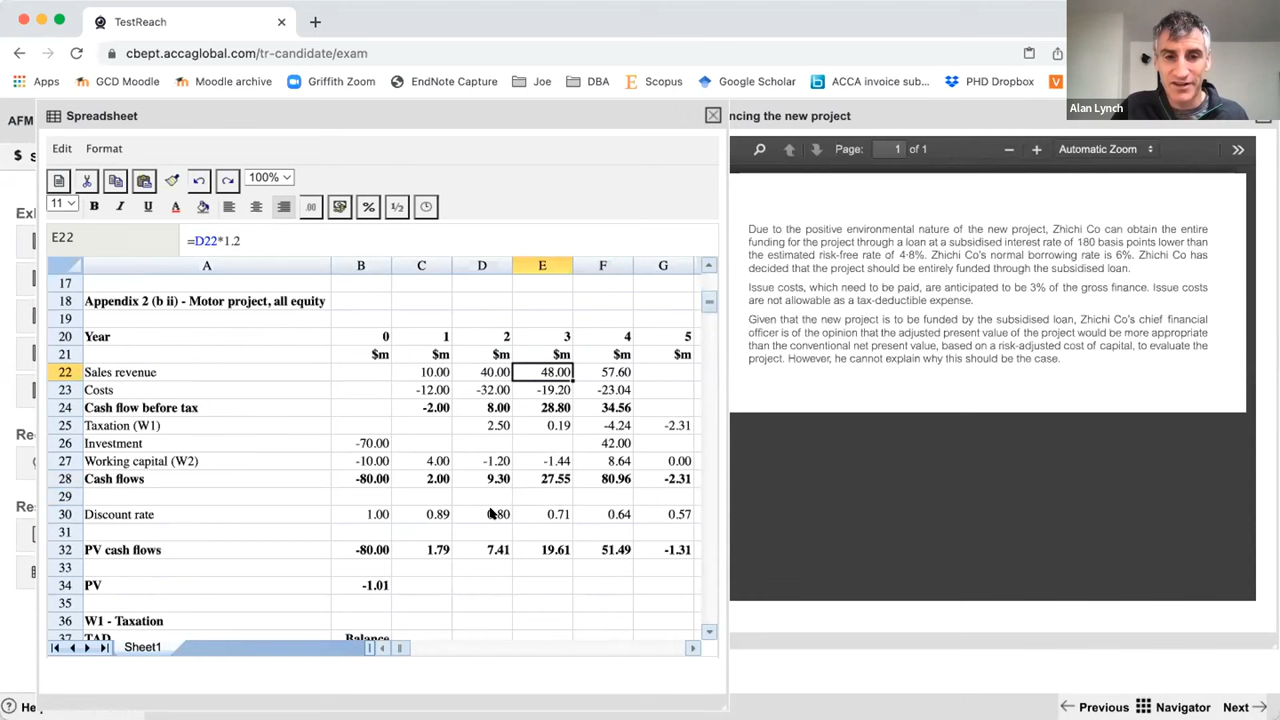 TestReach
cbept.accaglobal.com/tr-candidate/exam
Apps GCD Moodle Moodle archive Griffith Zoom EndNote Capture Joe DBA Scopus Google Scholar ACCA invoice sub... PHD Dropbox
Alan Lynch
AFM
Spreadsheet
ncing the new project
Edit Format
Page: 1 of 1 Automatic Zoom
100%
11
E22 =D22*1.2
A B C D E F G
17
18 Appendix 2 (b ii) - Motor project, all equity
19
20 Year 0 1 2 3 4 5
21 $m $m $m $m $m $m
22 Sales revenue 10.00 40.00 48.00 57.60
23 Costs -12.00 -32.00 -19.20 -23.04
24 Cash flow before tax -2.00 8.00 28.80 34.56
25 Taxation (W1) 2.50 0.19 -4.24 -2.31
26 Investment -70.00 42.00
27 Working capital (W2) -10.00 4.00 -1.20 -1.44 8.64 0.00
28 Cash flows -80.00 2.00 9.30 27.55 80.96 -2.31
29
30 Discount rate 1.00 0.89 0.80 0.71 0.64 0.57
31
32 PV cash flows -80.00 1.79 7.41 19.61 51.49 -1.31
33
34 PV -1.01
35
36 W1 - Taxation
37 TAD Balance
Sheet1
Due to the positive environmental nature of the new project, Zhichi Co can obtain the entire
funding for the project through a loan at a subsidised interest rate of 180 basis points lower than
the estimated risk-free rate of 4·8%. Zhichi Co's normal borrowing rate is 6%. Zhichi Co has
decided that the project should be entirely funded through the subsidised loan.
Issue costs, which need to be paid, are anticipated to be 3% of the gross finance. Issue costs
are not allowable as a tax-deductible expense.
Given that the new project is to be funded by the subsidised loan, Zhichi Co's chief financial
officer is of the opinion that the adjusted present value of the project would be more appropriate
than the conventional net present value, based on a risk-adjusted cost of capital, to evaluate the
project. However, he cannot explain why this should be the case.
Previous Navigator Next